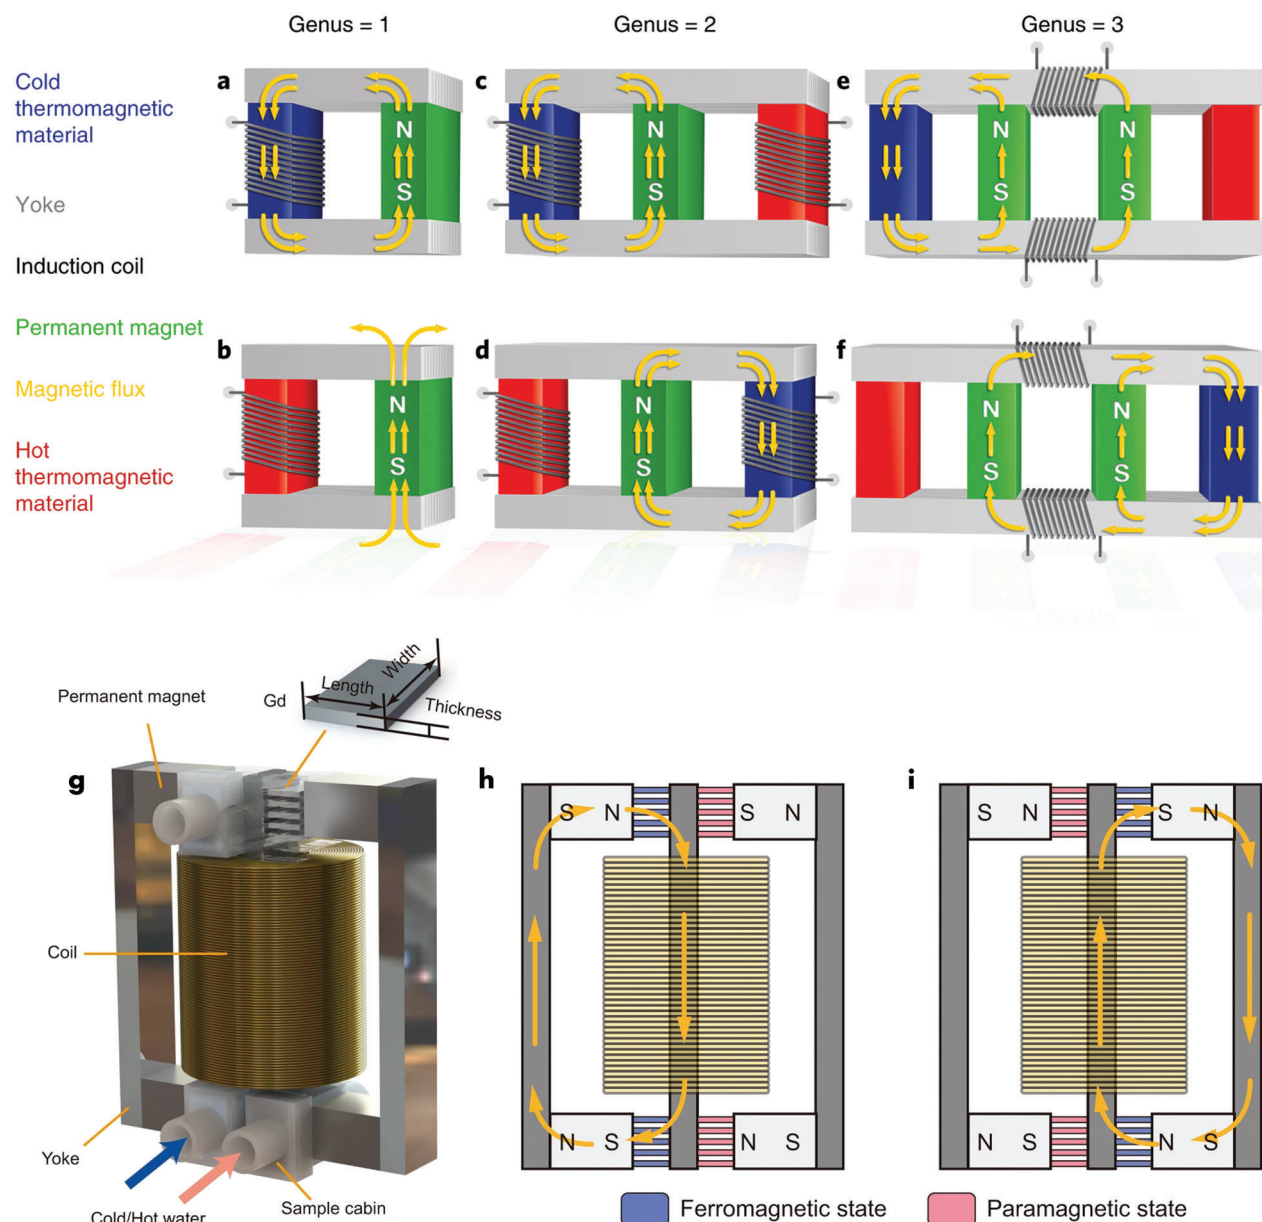 Genus = 1
Genus = 2
Genus = 3
Cold
thermomagnetic
material
Yoke
Induction coil
Permanent magnet
Magnetic flux
Hot
thermomagnetic
material
a
N
S
c
N
S
e
N
S
N
S
b
N
S
d
N
S
f
N
S
N
S
g
Permanent magnet
Gd
Length
Width
Thickness
Coil
Yoke
Cold/Hot water
Sample cabin
h
S N
S N
N S
N S
i
S N
S N
N S
N S
Ferromagnetic state
Paramagnetic state